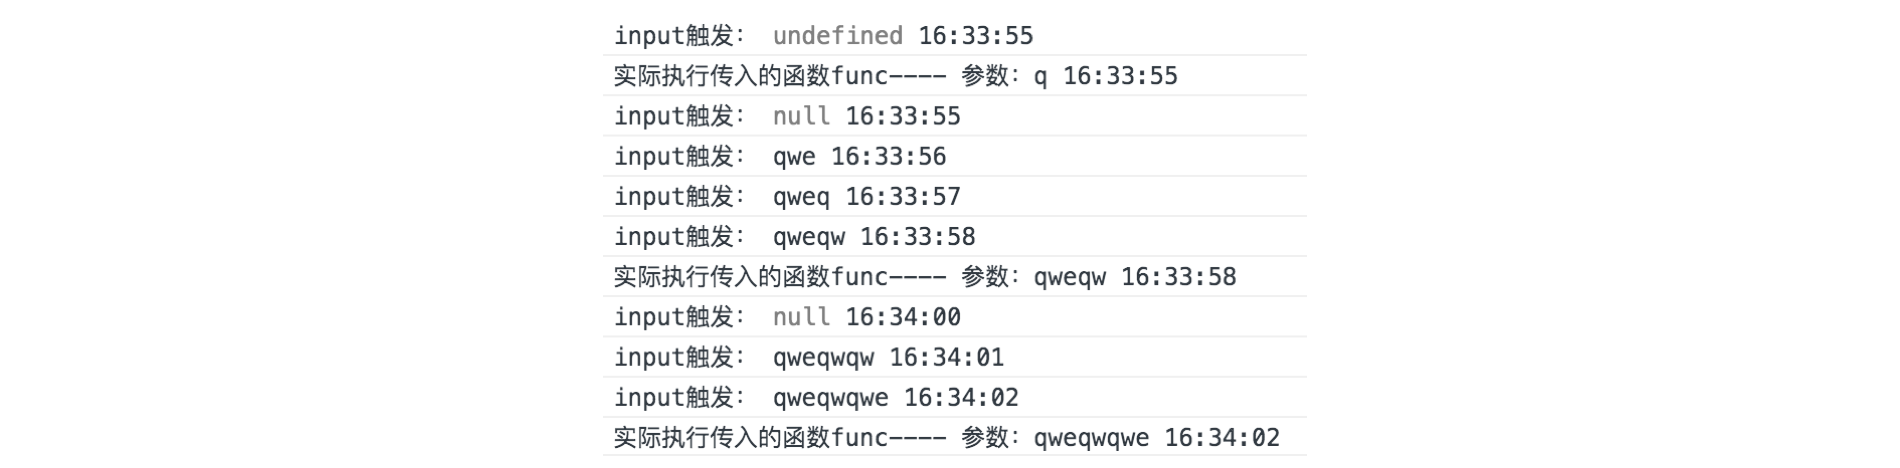 input触发： undefined 16:33:55
实际执行传入的函数func---- 参数：q 16:33:55
input触发： null 16:33:55
input触发： qwe 16:33:56
input触发： qweq 16:33:57
input触发： qweqw 16:33:58
实际执行传入的函数func---- 参数：qweqw 16:33:58
input触发： null 16:34:00
input触发： qweqwqw 16:34:01
input触发： qweqwqwe 16:34:02
实际执行传入的函数func---- 参数：qweqwqwe 16:34:02